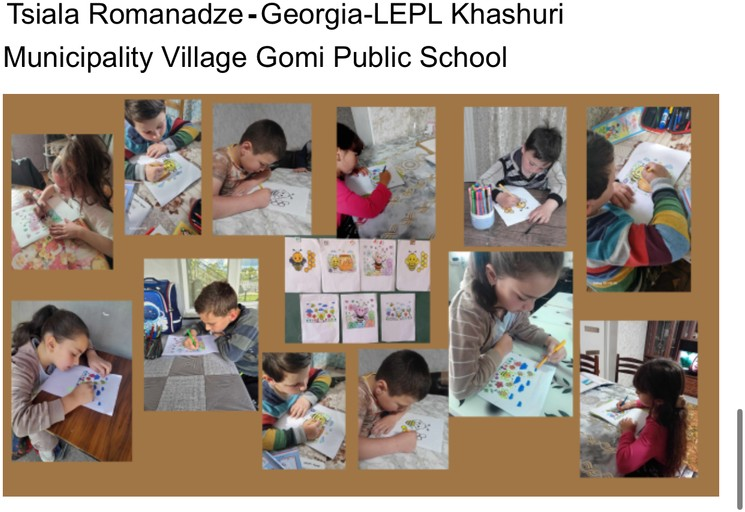 Tsiala Romanadze-Georgia-LEPL Khashuri
Municipality Village Gomi Public School